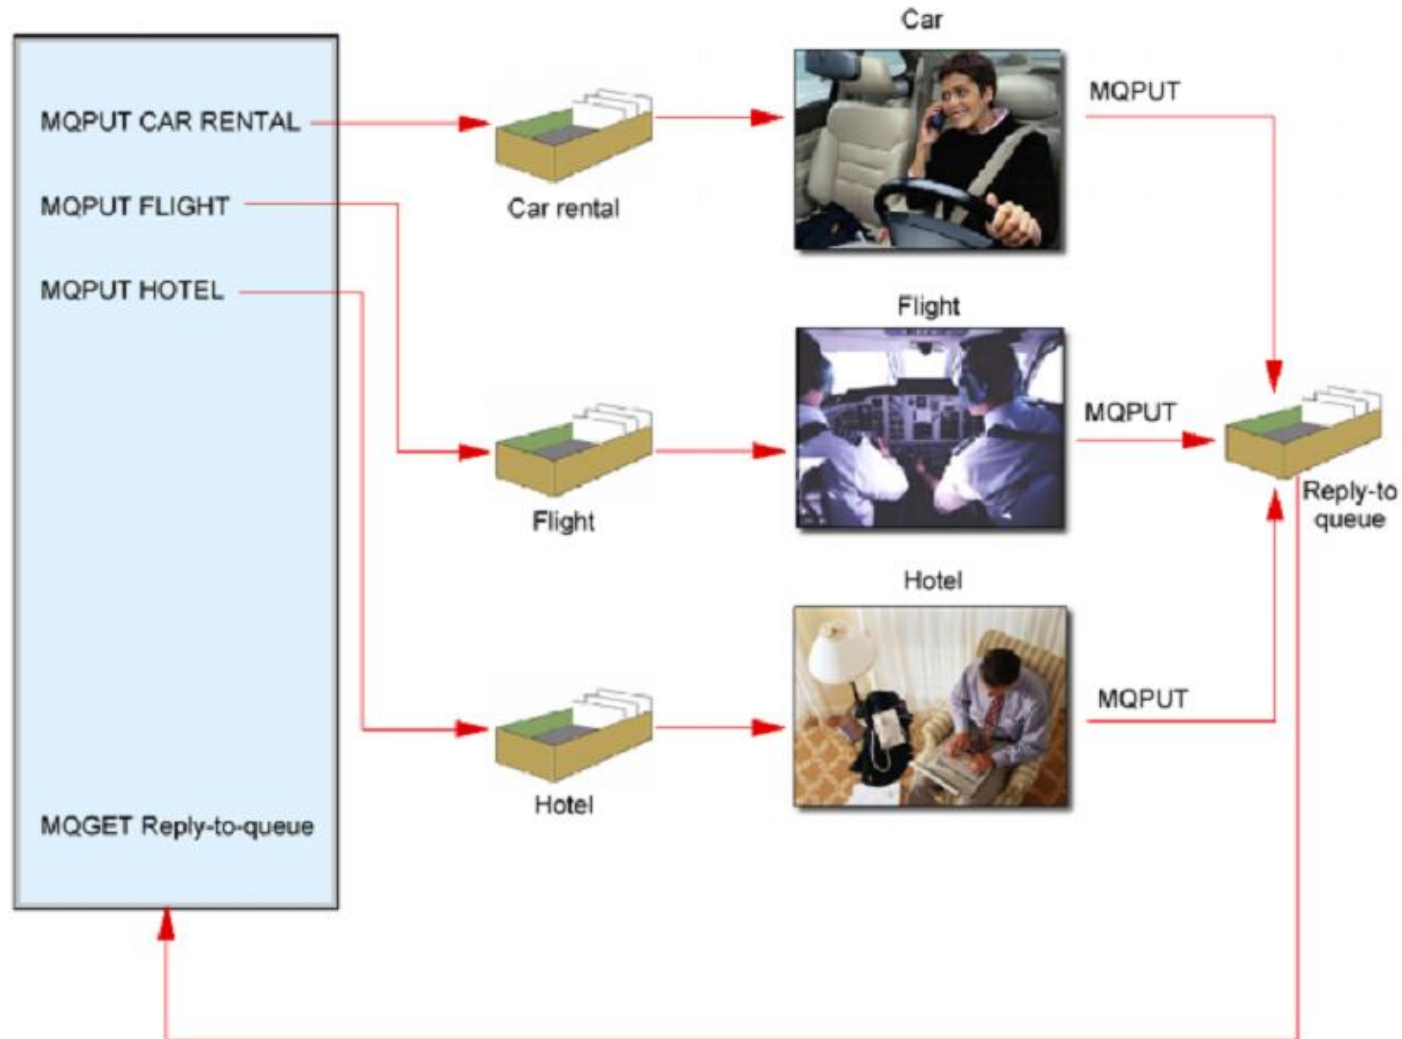 Car
MQPUT CAR RENTAL
MQPUT
Car rental
MQPUT FLIGHT
MQPUT HOTEL
Flight
MQPUT
Flight
Reply-to
queue
Hotel
MQPUT
Hotel
MQGET Reply-to-queue